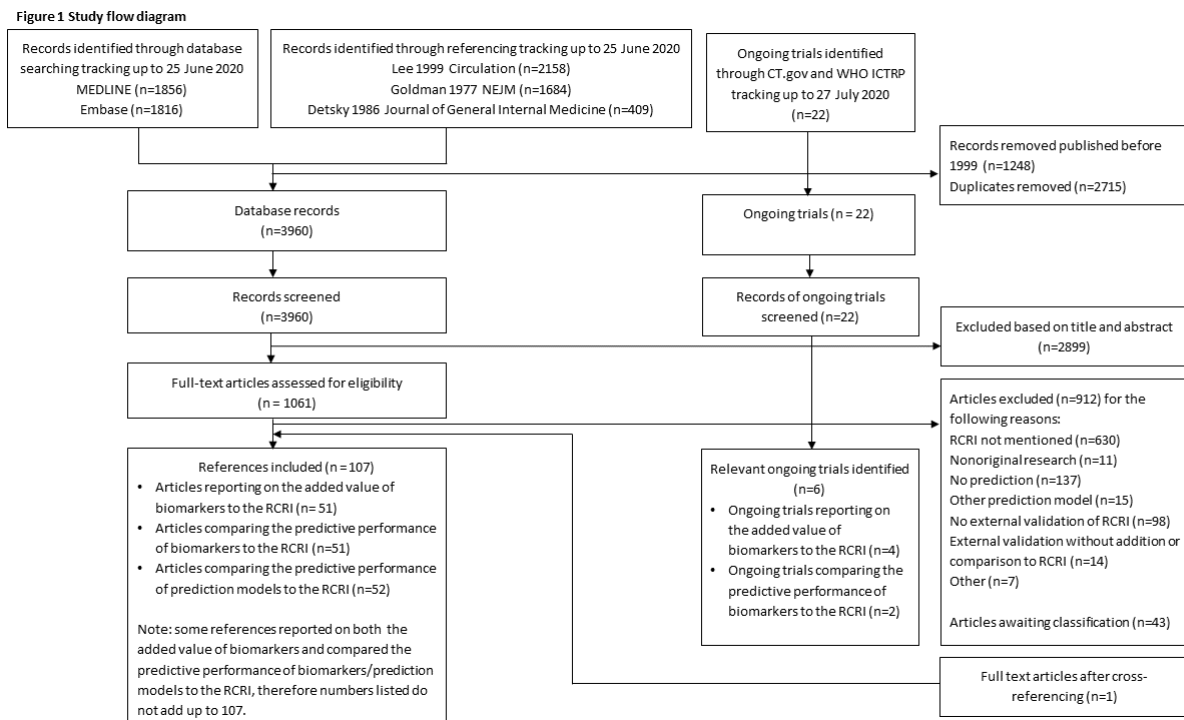 Figure 1 Study flow diagram
Records identified through database
searching tracking up to 25 June 2020
MEDLINE (n=1856)
Embase (n=1816)
Records identified through referencing tracking up to 25 June 2020
Lee 1999 Circulation (n=2158)
Goldman 1977 NEJM (n=1684)
Detsky 1986 Journal of General Internal Medicine (n=409)
Ongoing trials identified
through CT.gov and WHO ICTRP
tracking up to 27 July 2020
(n=22)
Records removed published before
1999 (n=1248)
Duplicates removed (n=2715)
Database records
(n=3960)
Ongoing trials (n = 22)
Records screened
(n=3960)
Records of ongoing trials
screened (n=22)
Excluded based on title and abstract
(n=2899)
Full-text articles assessed for eligibility
(n = 1061)
Articles excluded (n=912) for the
following reasons:
RCRI not mentioned (n=630)
Nonoriginal research (n=11)
No prediction (n=137)
Other prediction model (n=15)
No external validation of RCRI (n=98)
External validation without addition or
comparison to RCRI (n=14)
Other (n=7)
Articles awaiting classification (n=43)
References included (n = 107)
• Articles reporting on the added value of
biomarkers to the RCRI (n= 51)
• Articles comparing the predictive performance
of biomarkers to the RCRI (n=51)
• Articles comparing the predictive performance
of prediction models to the RCRI (n=52)
Note: some references reported on both the
added value of biomarkers and compared the
predictive performance of biomarkers/prediction
models to the RCRI, therefore numbers listed do
not add up to 107.
Relevant ongoing trials identified
(n=6)
• Ongoing trials reporting on
the added value of
biomarkers to the RCRI (n=4)
• Ongoing trials comparing the
predictive performance of
biomarkers to the RCRI (n=2)
Full text articles after cross-
referencing (n=1)